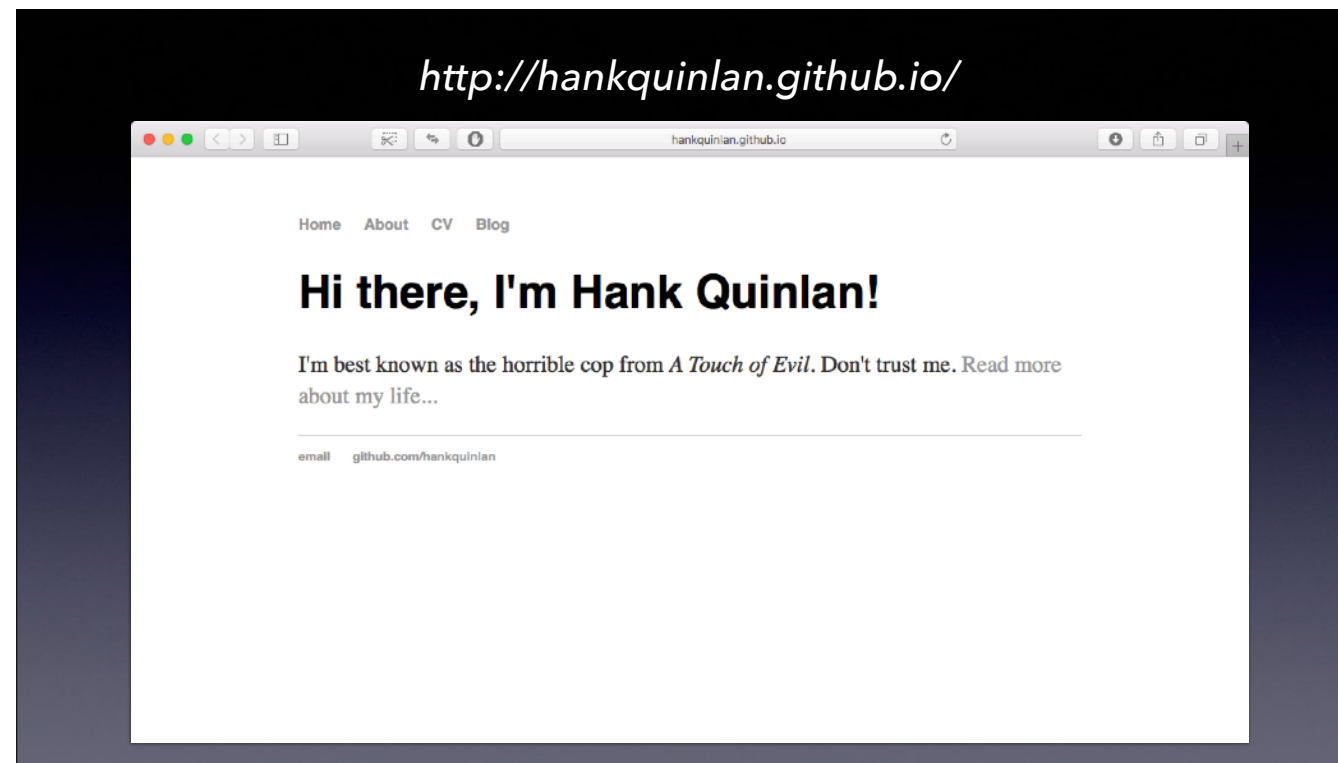 http://hankquinlan.github.io/
hankquinlan.github.io
Home About CV Blog
Hi there, I'm Hank Quinlan!
I'm best known as the horrible cop from A Touch of Evil. Don't trust me. Read more
about my life...
email github.com/hankquinlan